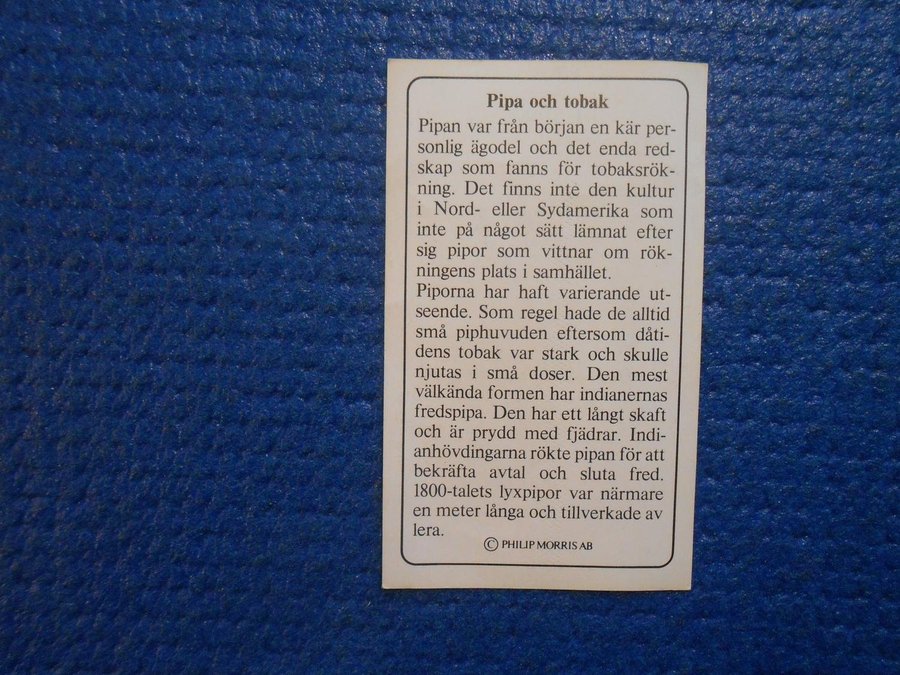 Pipa och tobak
Pipan var från början en kär per-
sonlig ägodel och det enda red-
skap som fanns för tobaksrök-
ning. Det finns inte den kultur
i Nord- eller Sydamerika som
inte på något sätt lämnat efter
sig pipor som vittnar om rök-
ningens plats i samhället.
Piporna har haft varierande ut-
seende. Som regel hade de alltid
små piphuvuden eftersom dåti-
dens tobak var stark och skulle
njutas i små doser. Den mest
välkända formen har indianernas
fredspipa. Den har ett långt skaft
och är prydd med fjädrar. Indi-
anhövdingarna rökte pipan för att
bekräfta avtal och sluta fred.
1800-talets lyxpipor var närmare
en meter långa och tillverkade av
lera.
© PHILIP MORRIS AB